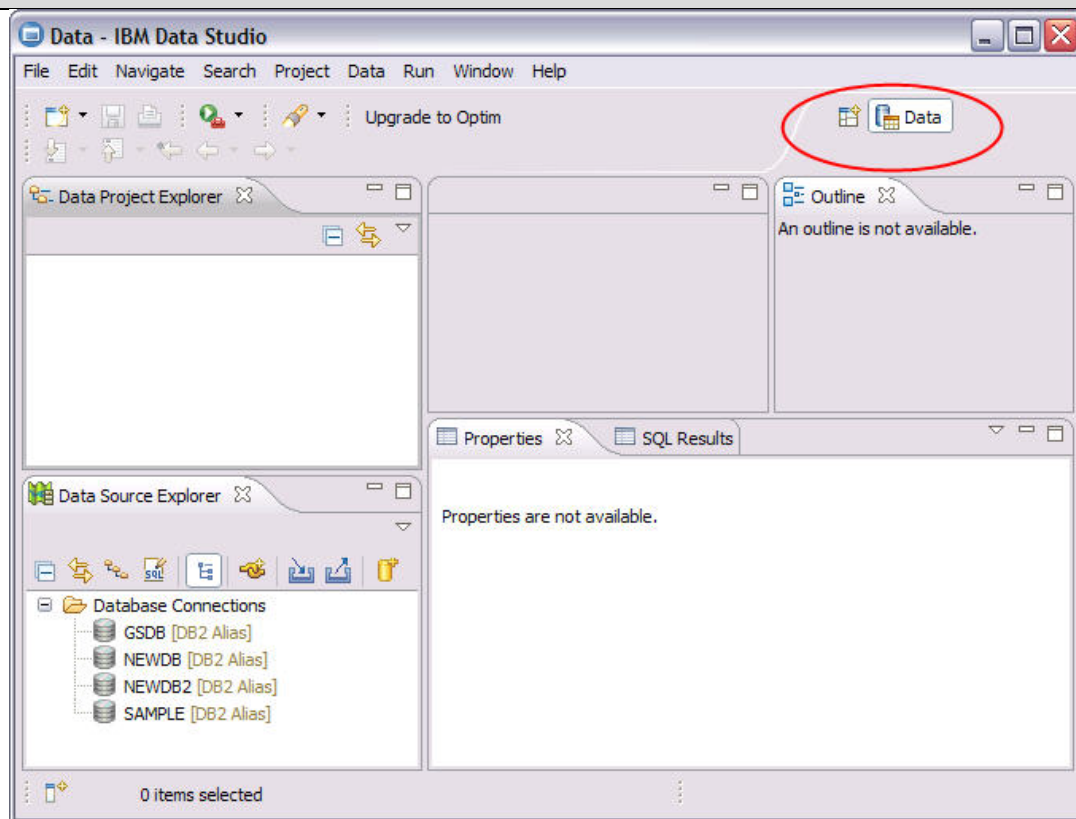 Data - IBM Data Studio
File Edit Navigate Search Project Data Run Window Help
Upgrade to Optim
Data
Data Project Explorer
Outline
An outline is not available.
Properties
SQL Results
Properties are not available.
Data Source Explorer
SQL
Database Connections
GSDB [DB2 Alias]
NEWDB [DB2 Alias]
NEWDB2 [DB2 Alias]
SAMPLE [DB2 Alias]
0 items selected